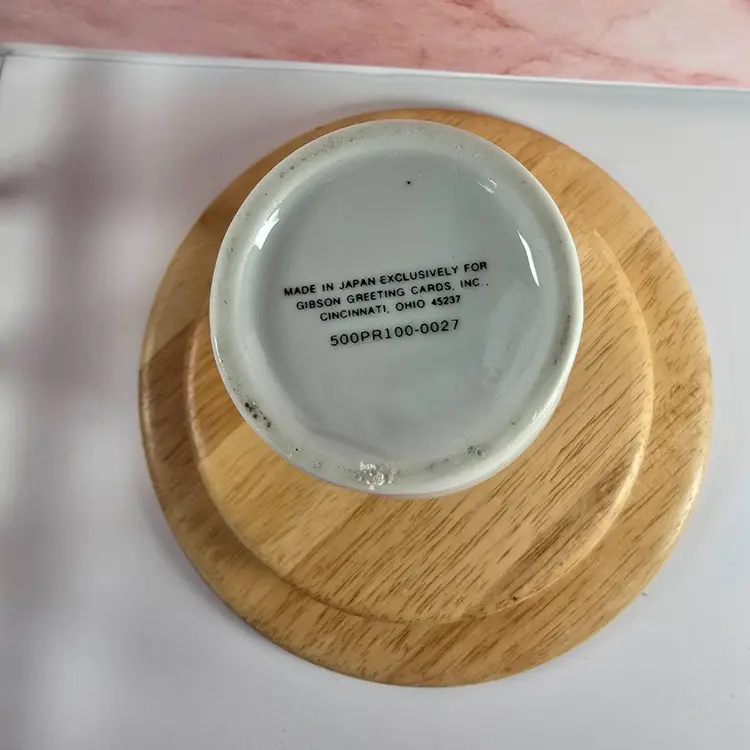 MADE IN JAPAN EXCLUSIVELY FOR
GIBSON GREETING CARDS, INC.,
CINCINNATI, OHIO 45237
500PR100-0027